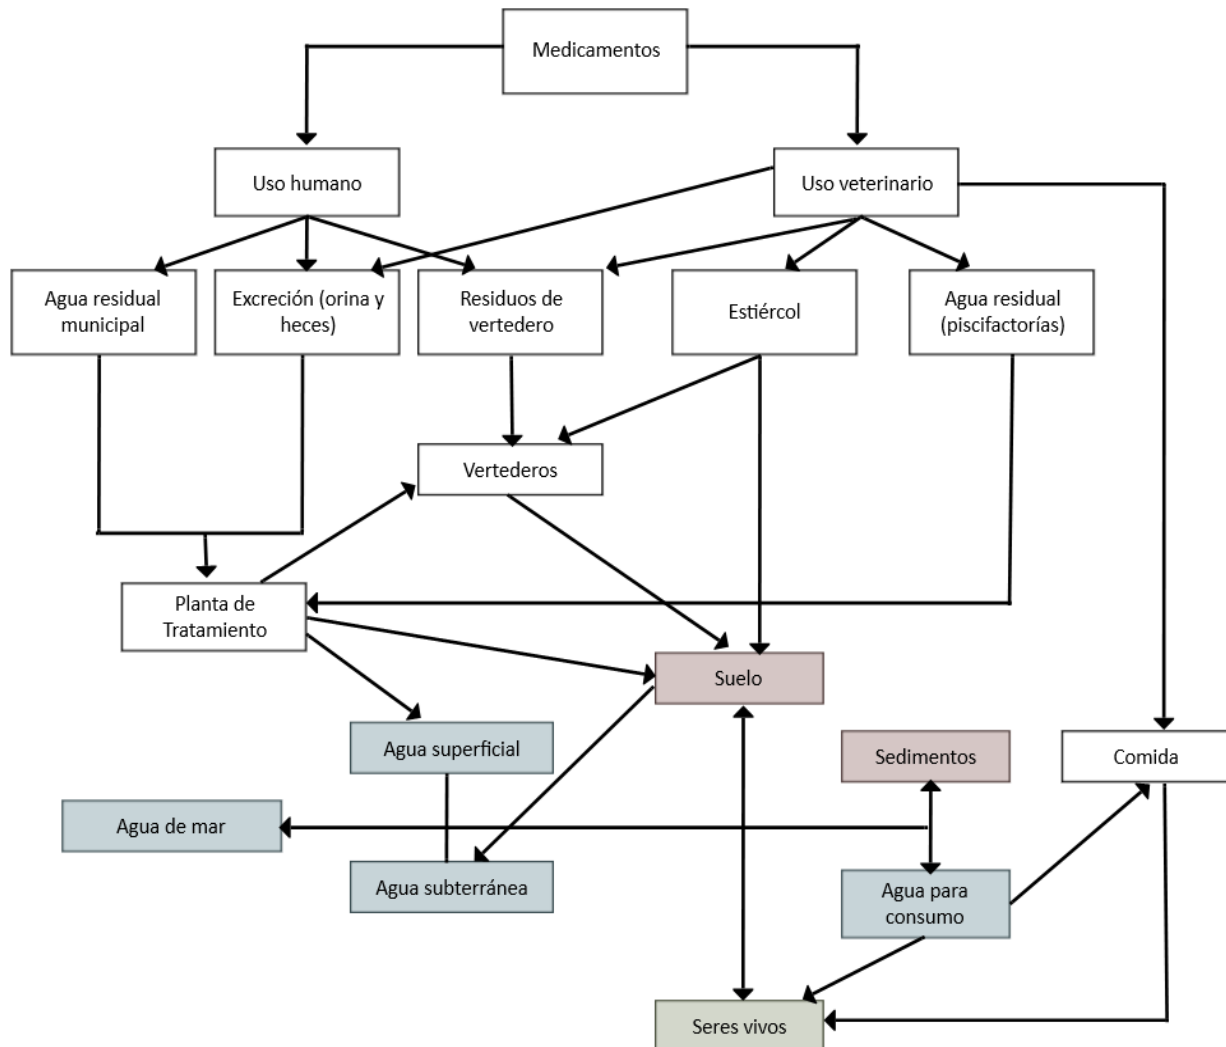 Medicamentos
Uso humano
Uso veterinario
Agua residual
municipal
Excreción (orina y
heces)
Residuos de
vertedero
Estiércol
Agua residual
(piscifactorías)
Vertederos
Planta de
Tratamiento
Suelo
Agua superficial
Sedimentos
Comida
Agua de mar
Agua subterránea
Agua para
consumo
Seres vivos